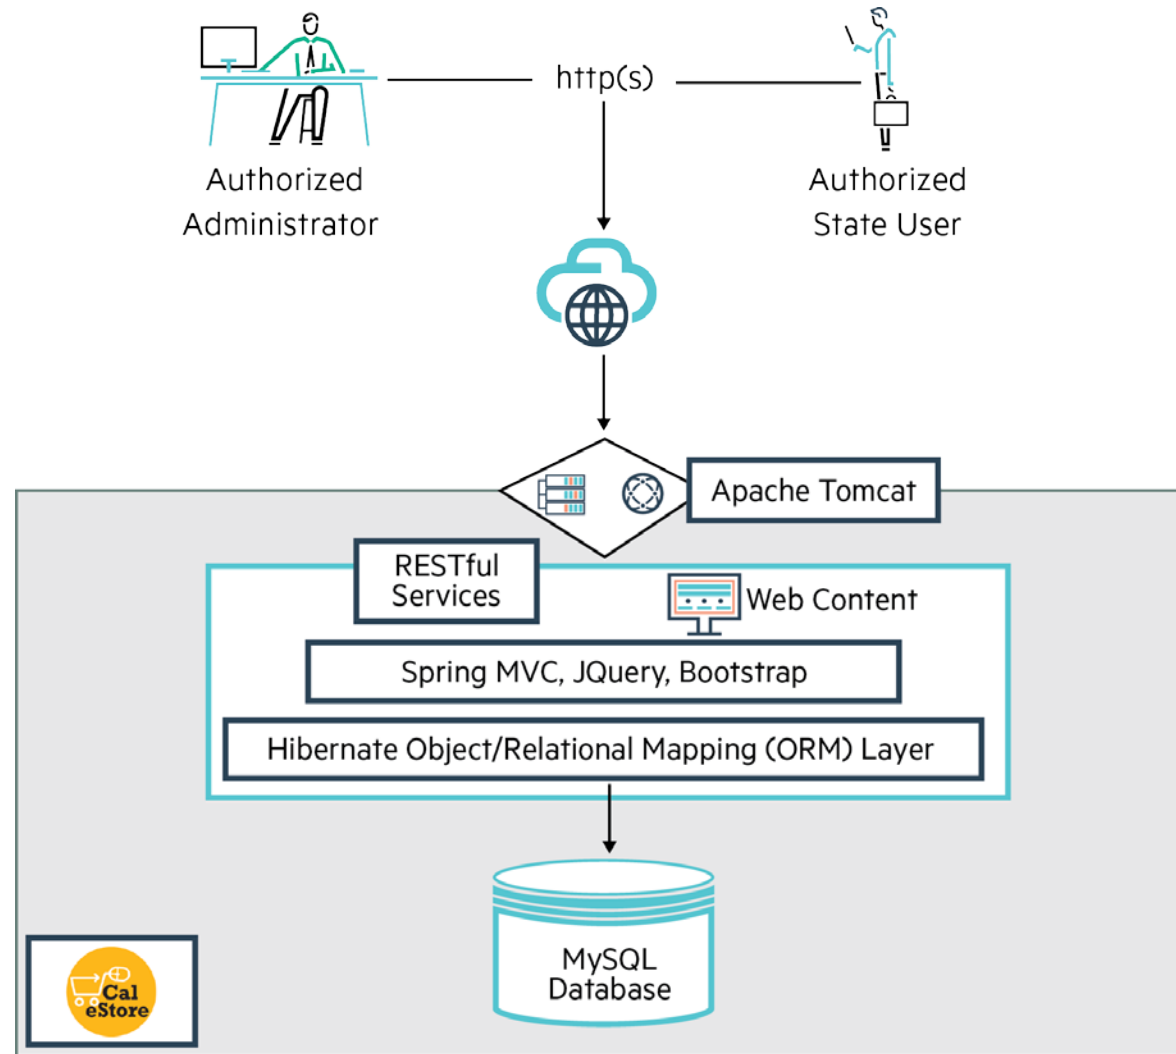 http(s)
Authorized
Administrator
Authorized
State User
Apache Tomcat
RESTful
Services
Web Content
Spring MVC, JQuery, Bootstrap
Hibernate Object/Relational Mapping (ORM) Layer
MySQL
Database
Cal
eStore